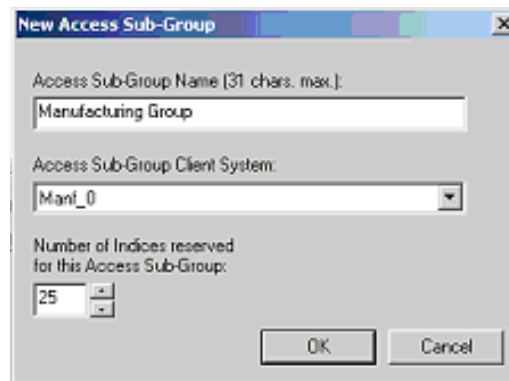 New Access Sub-Group
Access Sub-Group Name (31 chars. max.):
Manufacturing Group
Access Sub-Group Client System:
Manf_0
Number of Indices reserved
for this Access Sub-Group:
25
OK Cancel